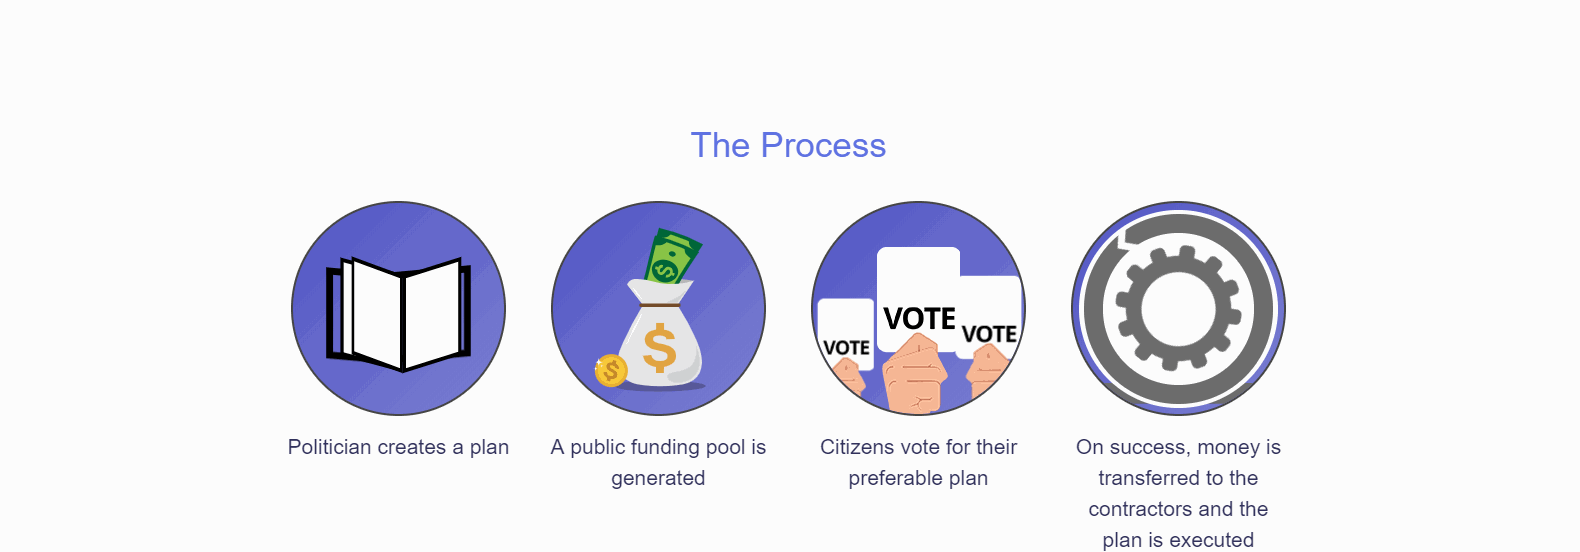 The Process
VOTE
VOTE
VOTE
$
$
$
Politician creates a plan
A public funding pool is
generated
Citizens vote for their
preferable plan
On success, money is
transferred to the
contractors and the
plan is executed